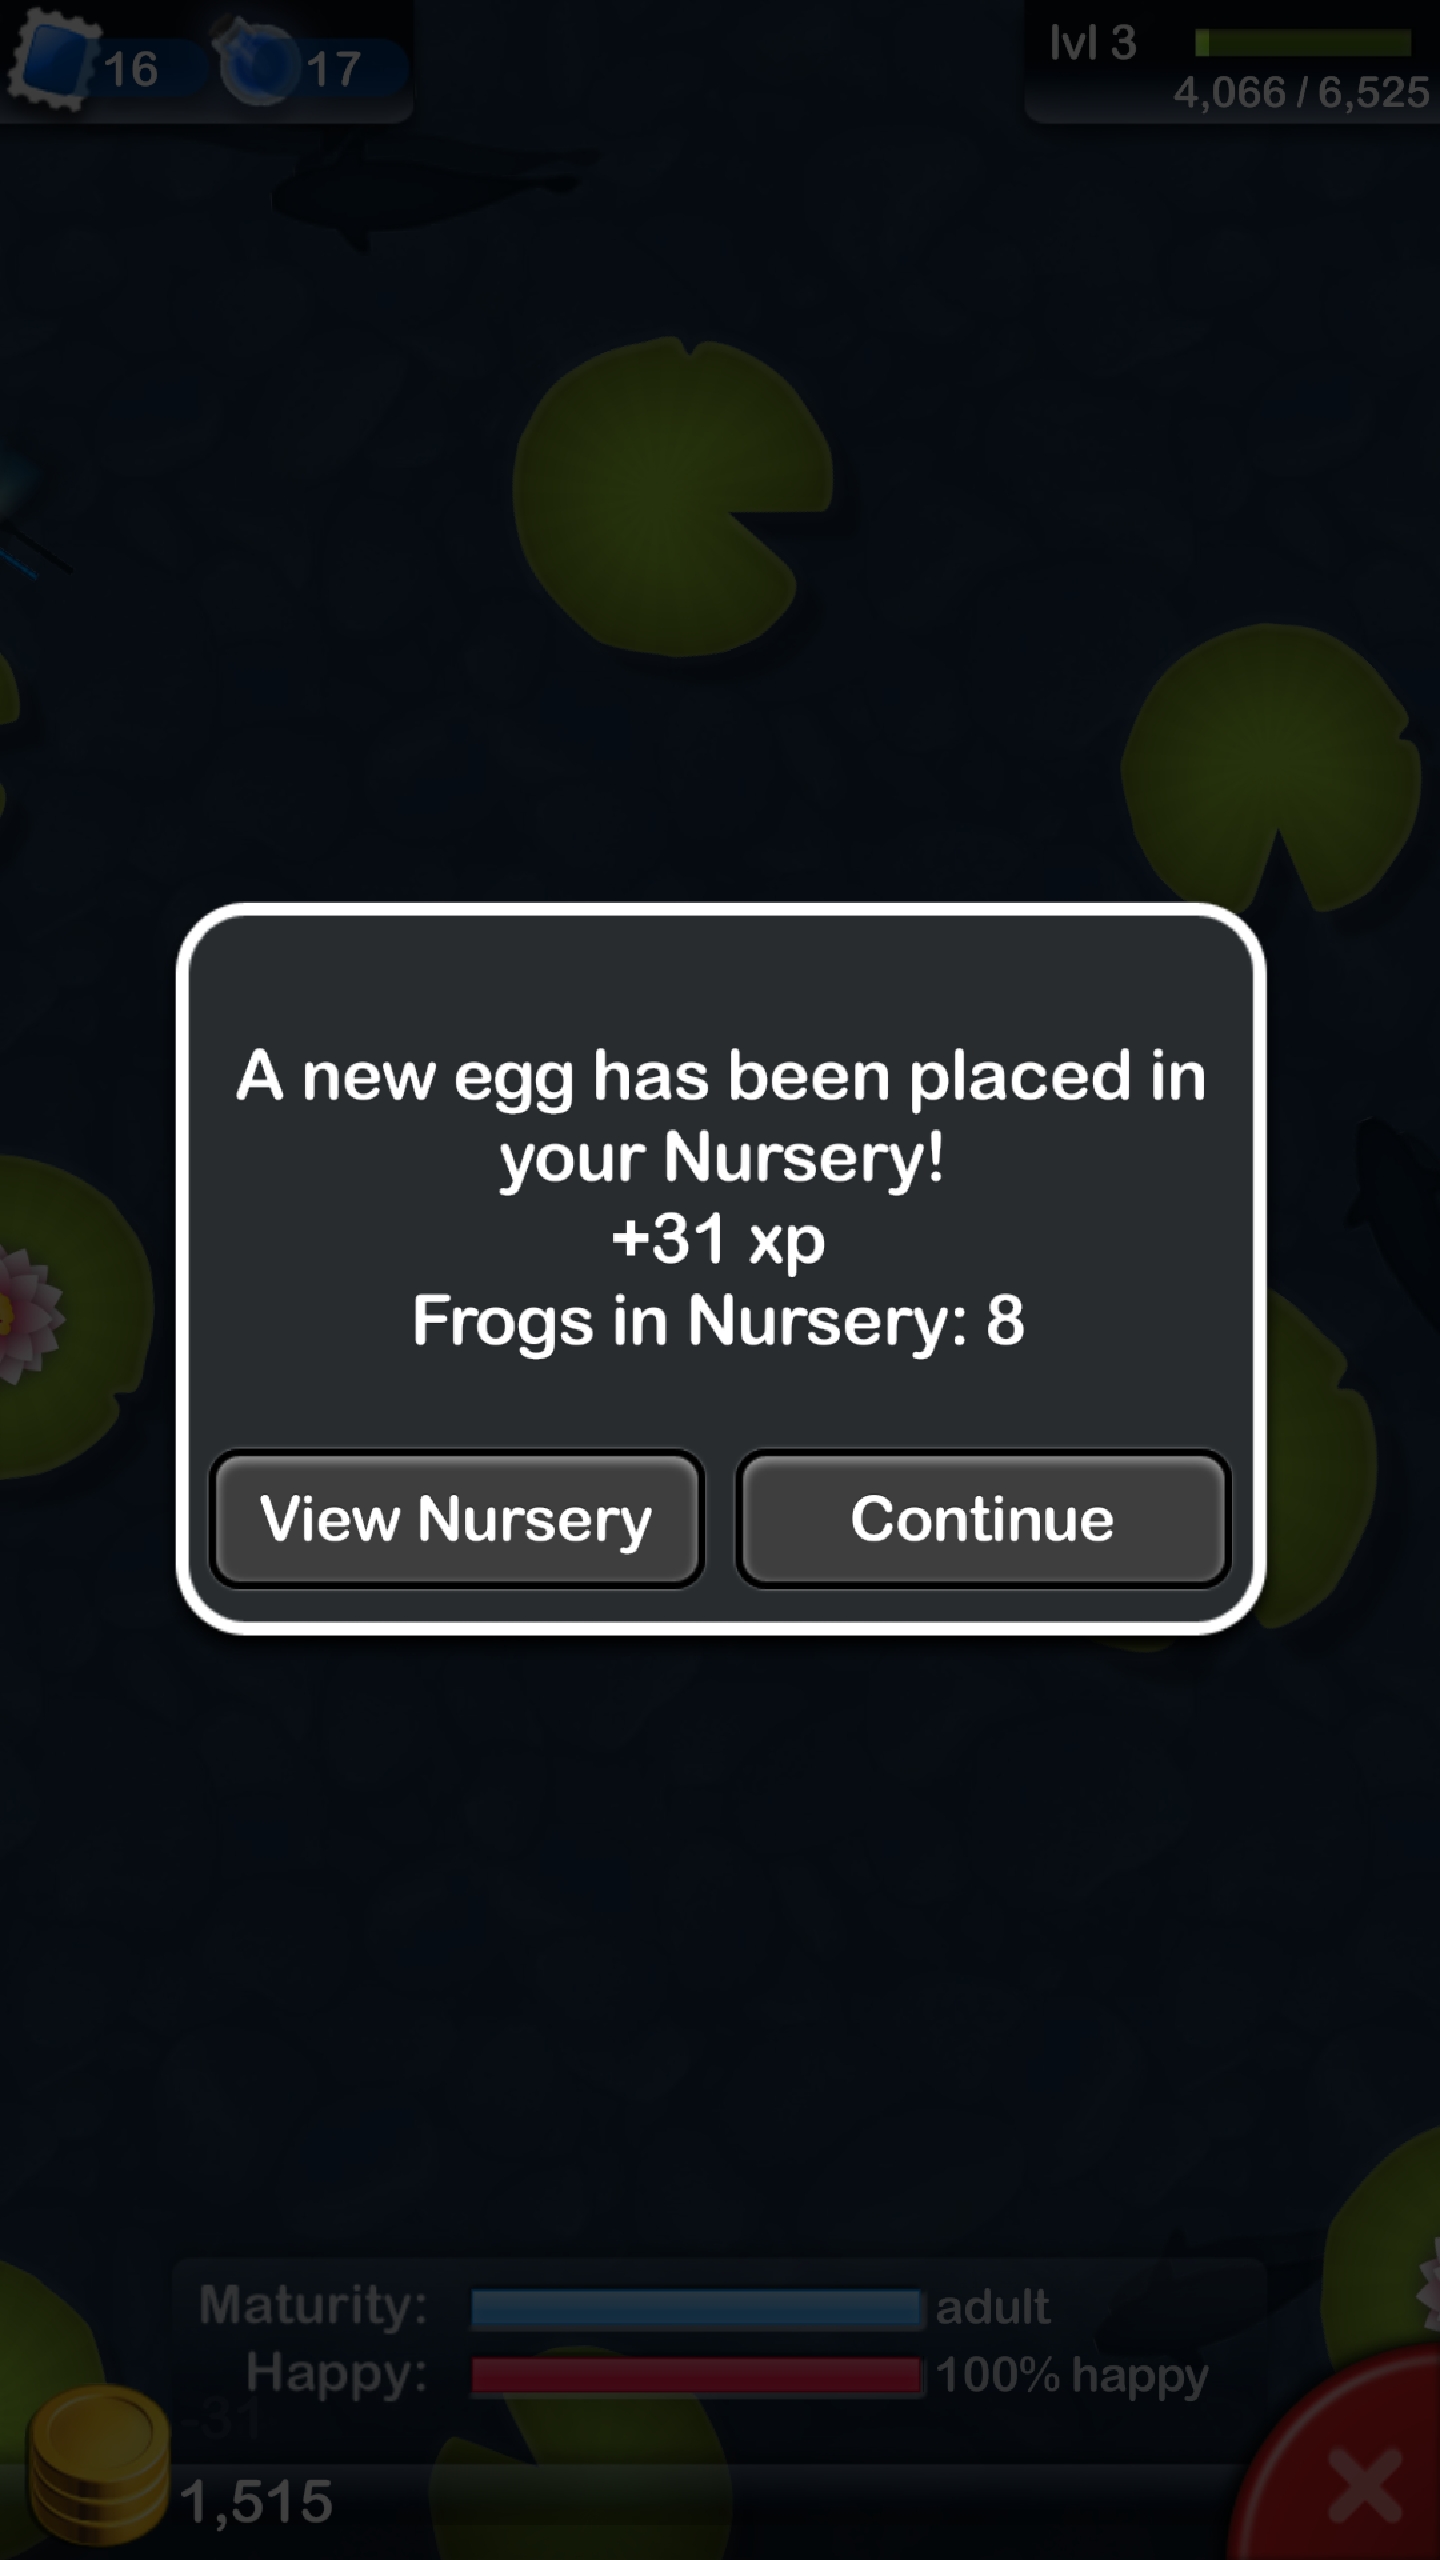 16
17
lvl 3
4,066 / 6,525
A new egg has been placed in
your Nursery!
+31 xp
Frogs in Nursery: 8
View Nursery
Continue
Maturity:
adult
Happy:
100% happy
-31
1,515